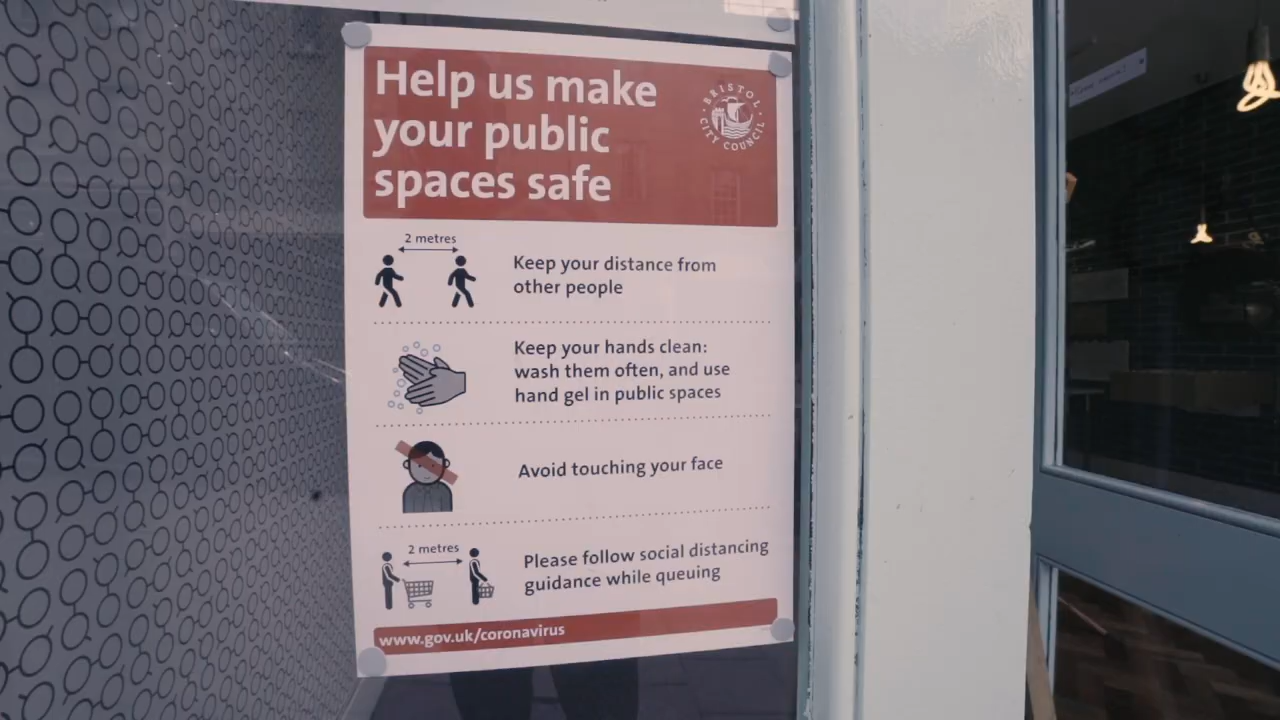 Help us make
your public
spaces safe
BRISTOL
CITY COUNCIL
2 metres
Keep your distance from
other people
Keep your hands clean:
wash them often, and use
hand gel in public spaces
Avoid touching your face
2 metres
Please follow social distancing
guidance while queuing
www.gov.uk/coronavirus